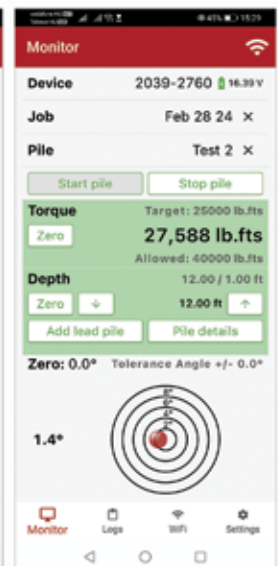 45% 15:29
Monitor
Device 2039-2760 16.39 V
Job Feb 28 24 ×
Pile Test 2 ×
Start pile Stop pile
Torque Target: 25000 lb.fts
Zero 27,588 lb.fts
Allowed: 40000 lb.fts
Depth 12.00 / 1.00 ft
Zero ↓ 12.00 ft ↑
Add lead pile Pile details
Zero: 0.0° Tolerance Angle +/- 0.0°
1.4°
Monitor Logs WiFi Settings